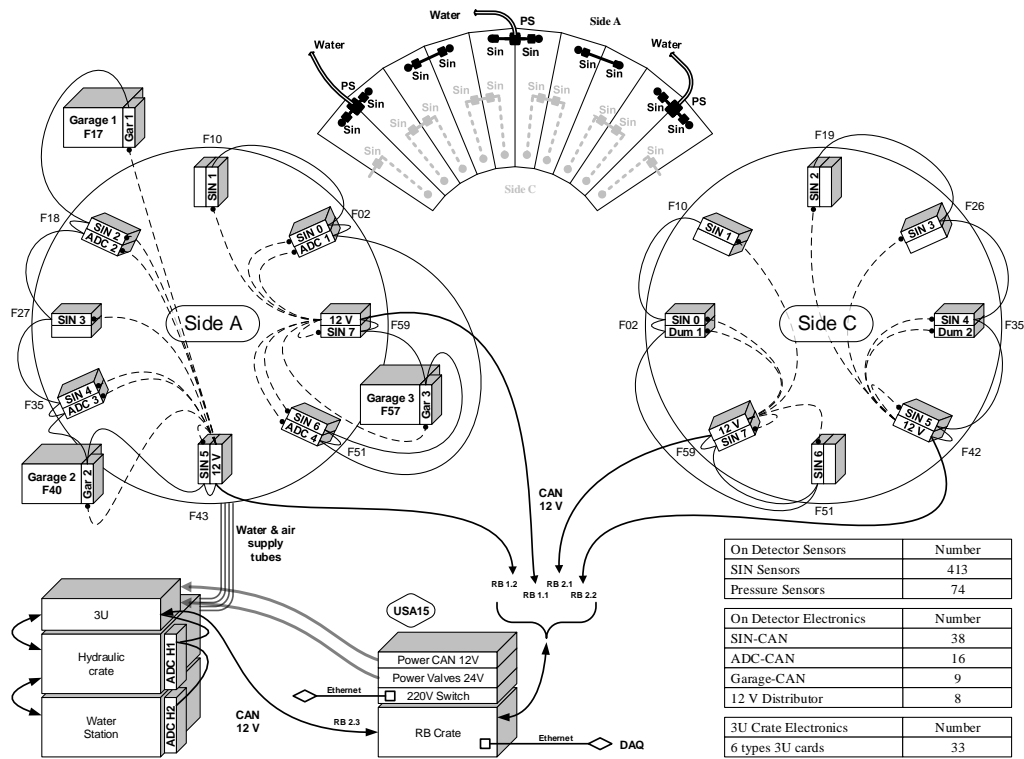 Water
PS
Side A
Sin
Sin
Water
Sin
Sin
Sin
Sin
Water
PS
Sin
Sin
PS
Sin
Sin
Sin
Sin
Sin
Sin
Sin
Sin
Sin
Sin
Side C
Garage 1
F17
Gar 1
F10
SIN 1
F02
SIN 0
ADC 1
F18
SIN 2
ADC 2
F27
SIN 3
Side A
12 V
SIN 7
F59
F35
SIN 4
ADC 3
Garage 3
F57
Gar 3
SIN 6
ADC 4
F51
Garage 2
F40
Gar 2
SIN 5
12 V
F43
F19
SIN 2
F10
SIN 1
F26
SIN 3
F02
SIN 0
Dum 1
Side C
SIN 4
Dum 2
F35
12 V
SIN 7
F59
SIN 6
F51
SIN 5
12 V
F42
CAN
12 V
Water & air
supply
tubes
RB 1.2
RB 1.1
RB 2.1
RB 2.2
USA15
3U
Hydraulic
crate
ADC H1
Water
Station
ADC H2
CAN
12 V
RB 2.3
Power CAN 12V
Power Valves 24V
220V Switch
Ethernet
RB Crate
Ethernet
DAQ
On Detector Sensors Number
SIN Sensors 413
Pressure Sensors 74
On Detector Electronics Number
SIN-CAN 38
ADC-CAN 16
Garage-CAN 9
12 V Distributor 8
3U Crate Electronics Number
6 types 3U cards 33